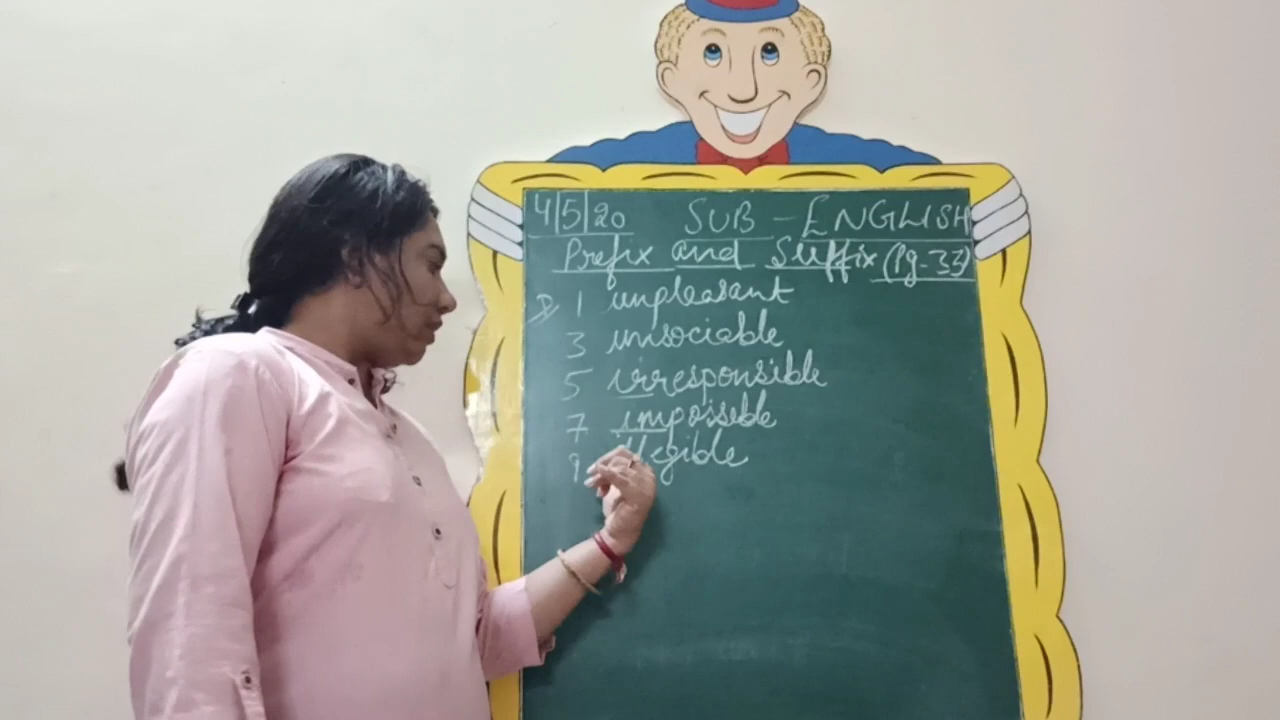 4|5|20 SUB - ENGLISH
Prefix and Suffix (Pg-33)
I 1 unpleasant
3 unsociable
5 irresponsible
7 impossible
9 illegible